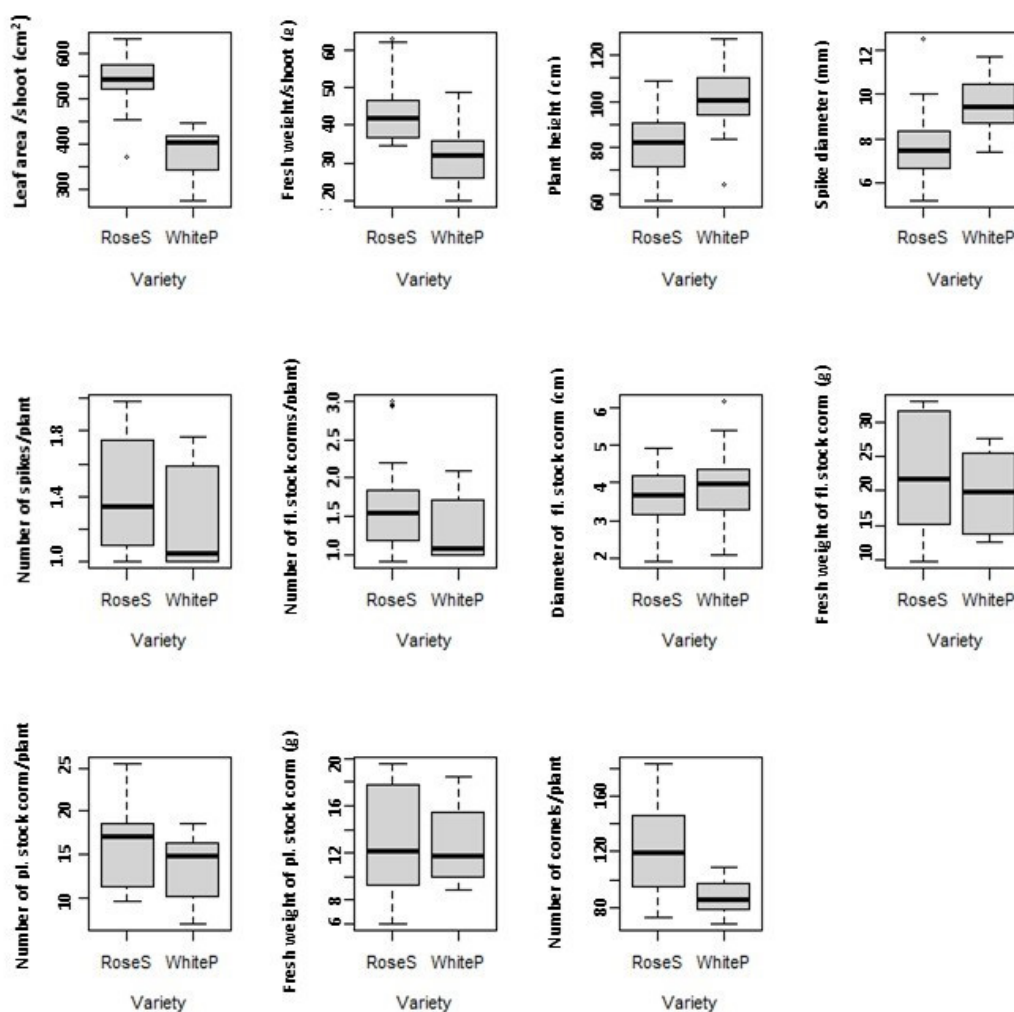 Leaf area /shoot (cm²)
300 400 500 600
RoseS WhiteP
Variety
Fresh weight/shoot (g)
20 30 40 50 60
RoseS WhiteP
Variety
Plant height (cm)
60 80 100 120
RoseS WhiteP
Variety
Spike diameter (mm)
6 8 10 12
RoseS WhiteP
Variety
Number of spikes/plant
1.0 1.4 1.8
RoseS WhiteP
Variety
Number of fl. stock corms/plant)
1.0 1.5 2.0 2.5 3.0
RoseS WhiteP
Variety
Diameter of fl. stock corm (cm)
2 3 4 5 6
RoseS WhiteP
Variety
Fresh weight of fl. stock corm (g)
10 15 20 30
RoseS WhiteP
Variety
Number of pl. stock corm/plant
10 15 20 25
RoseS WhiteP
Variety
Fresh weight of pl. stock corm (g)
6 8 12 16 20
RoseS WhiteP
Variety
Number of cornels/plant
80 120 160
RoseS WhiteP
Variety